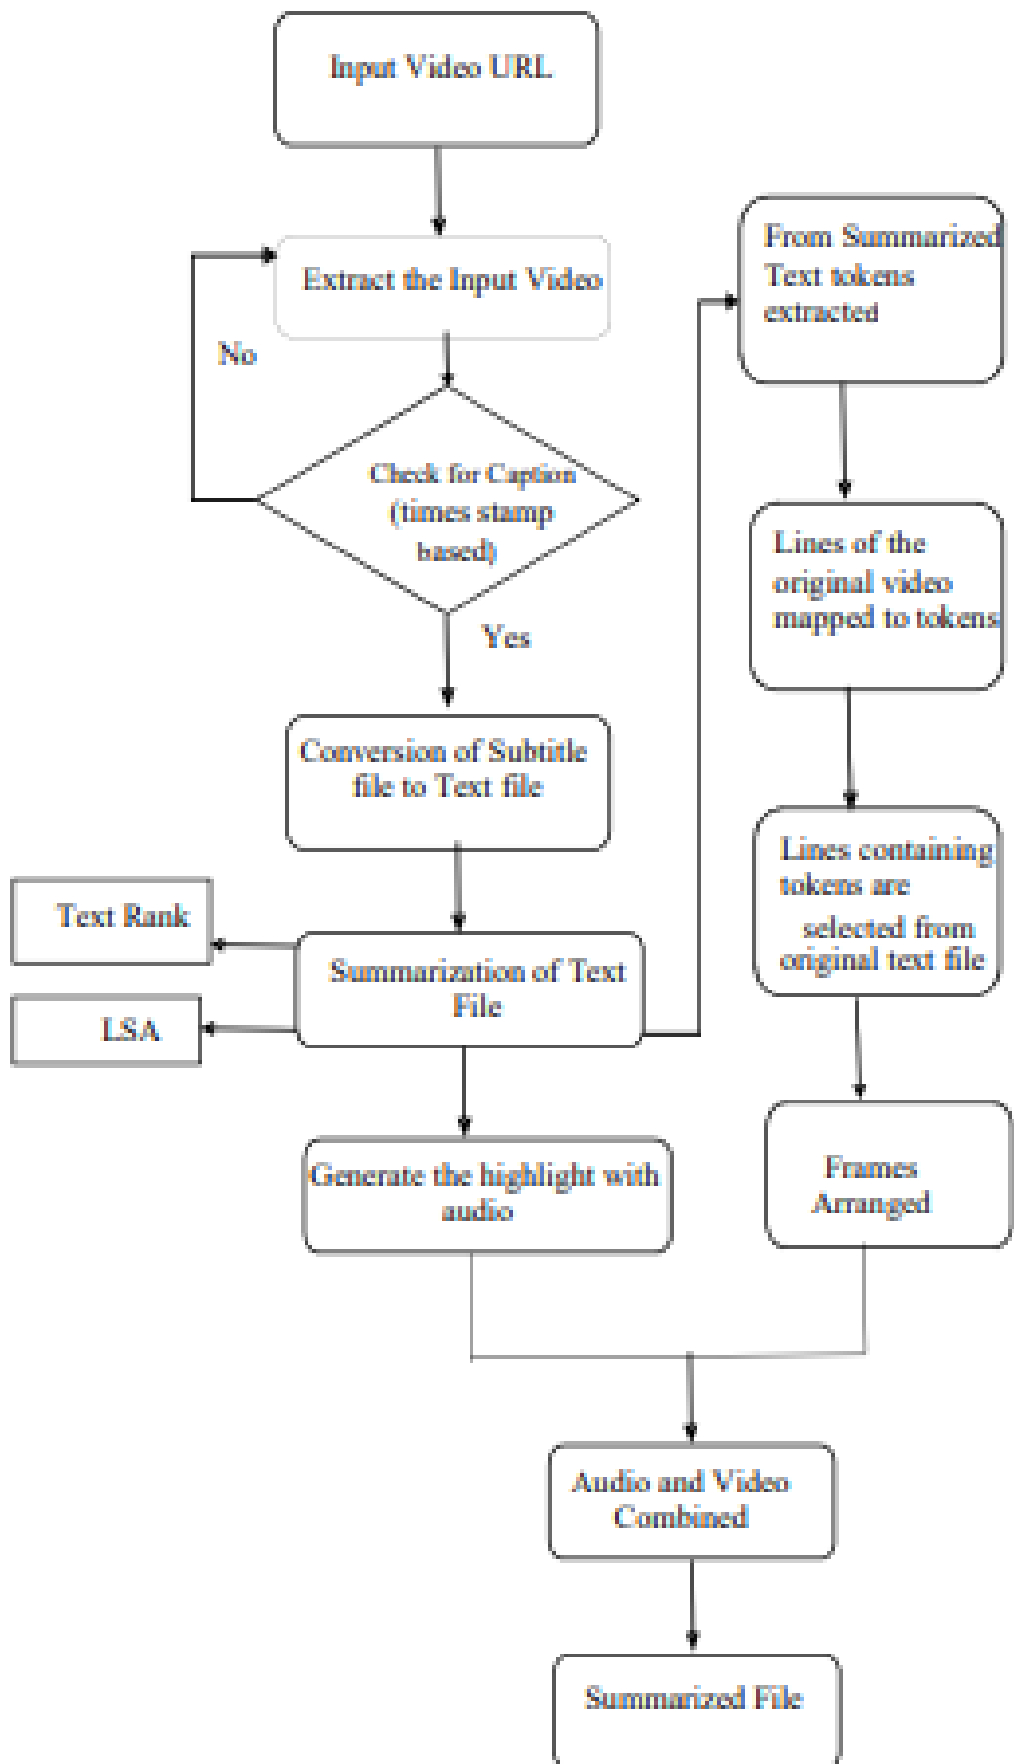 Input Video URL
Extract the Input Video
No
Check for Caption
(times stamp
based)
Yes
Conversion of Subtitle
file to Text file
Text Rank
LSA
Summarization of Text
File
Generate the highlight with
audio
From Summarized
Text tokens
extracted
Lines of the
original video
mapped to tokens
Lines containing
tokens are
selected from
original text file
Frames
Arranged
Audio and Video
Combined
Summarized File